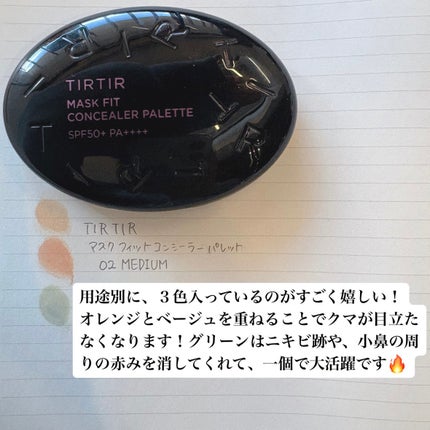 TIRTIR
MASK FIT
CONCEALER PALETTE
SPF50+ PA++++
TIRTIR
マスクフィットコンシーラーパレット
02 MEDIUM
用途別に、３色入っているのがすごく嬉しい！
オレンジとベージュを重ねることでクマが目立た
なくなります！グリーンはニキビ跡や、小鼻の周
りの赤みを消してくれて、一個で大活躍です🔥